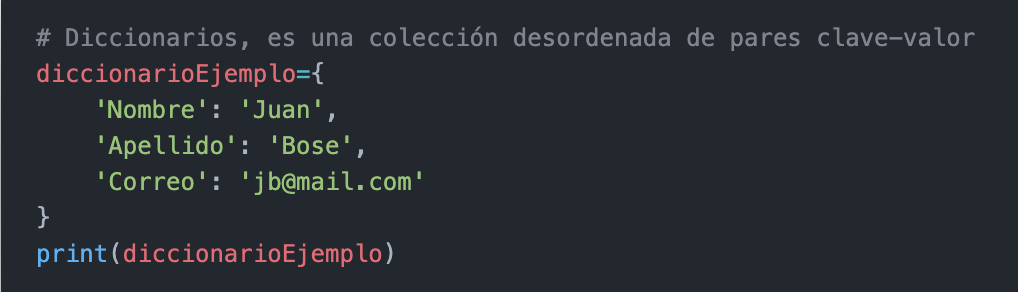 # Diccionarios, es una colección desordenada de pares clave-valor
diccionarioEjemplo={
    'Nombre': 'Juan',
    'Apellido': 'Bose',
    'Correo': 'jb@mail.com'
}
print(diccionarioEjemplo)